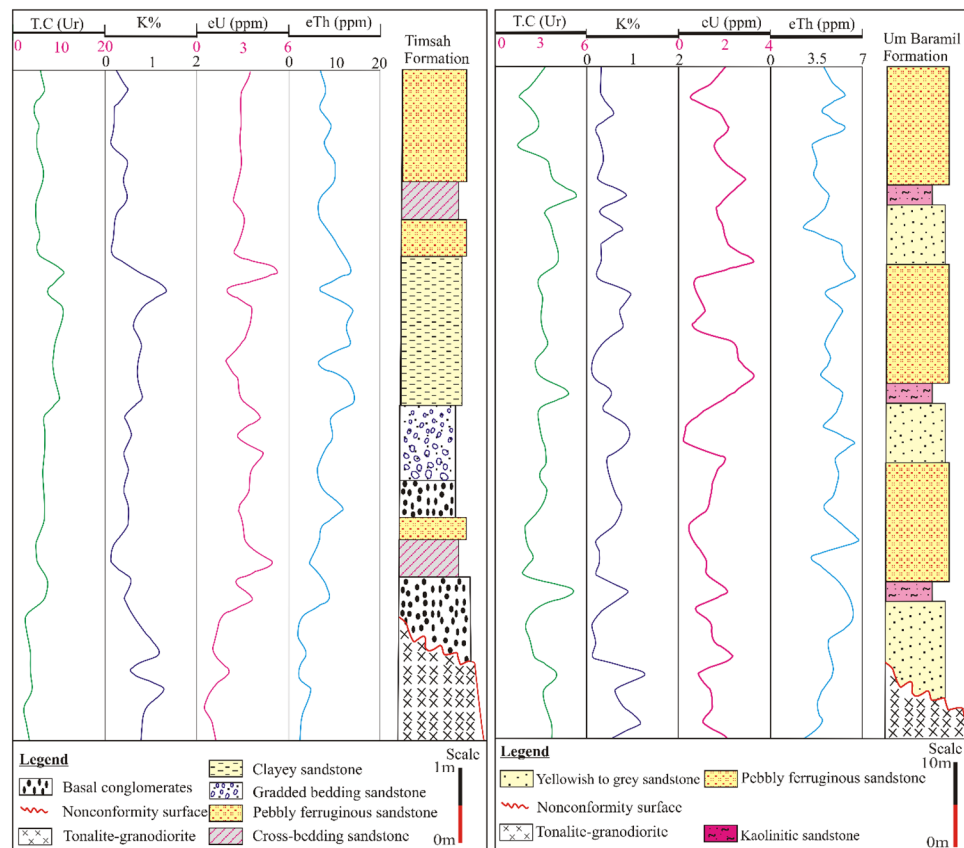 T.C (Ur) K% eU (ppm) eTh (ppm)
0 10 20 0 3 6
0 1 2 0 10 20
Timsah
Formation
Legend
Basal conglomerates
Nonconformity surface
Tonalite-granodiorite
Clayey sandstone
Gradded bedding sandstone
Pebbly ferruginous sandstone
Cross-bedding sandstone
Scale
1m
0m
T.C (Ur) K% eU (ppm) eTh (ppm)
0 3 6 0 2 4
0 1 2 0 3.5 7
Um Baramil
Formation
Legend
Yellowish to grey sandstone
Nonconformity surface
Tonalite-granodiorite
Pebbly ferruginous sandstone
Kaolinitic sandstone
Scale
10m
0m